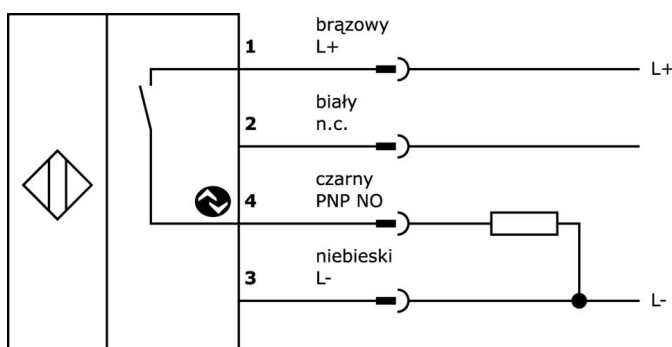 1 brązowy
L+
L+
2 biały
n.c.
4 czarny
PNP NO
3 niebieski
L-
L-